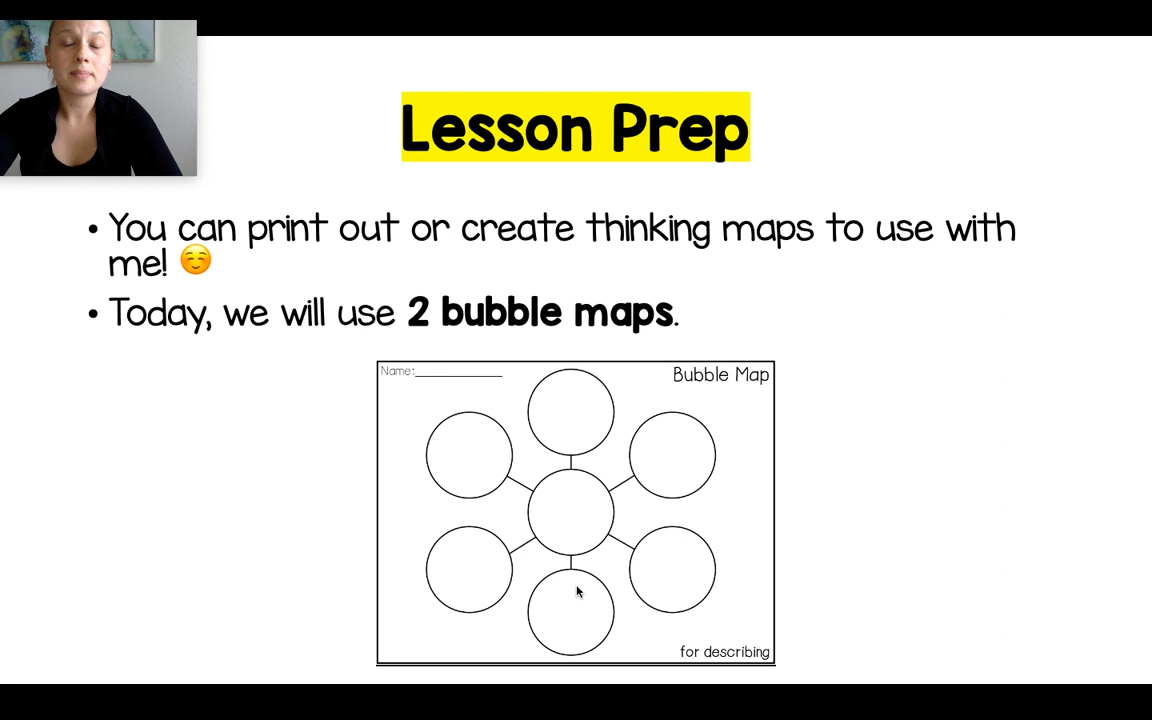 Lesson Prep
• You can print out or create thinking maps to use with
me! ☺️
• Today, we will use 2 bubble maps.
Name:______________
Bubble Map
for describing